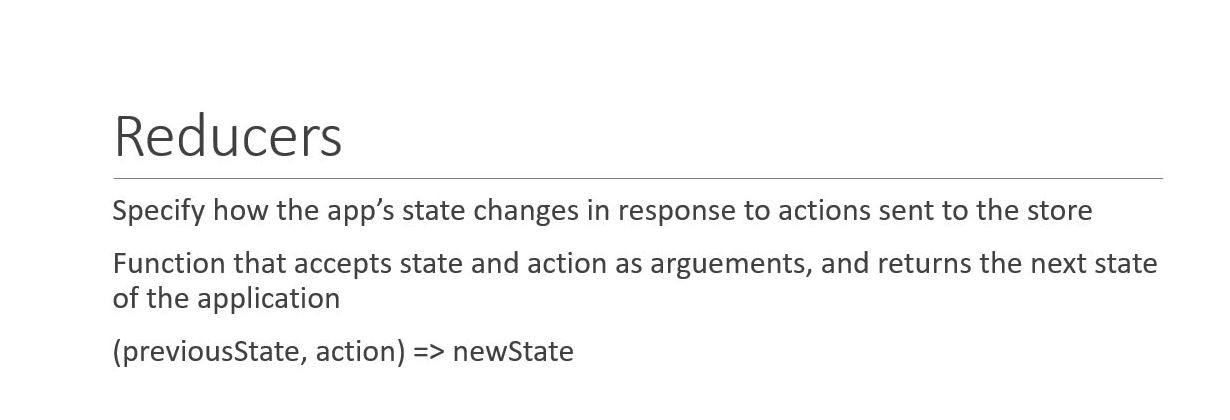 Reducers
Specify how the app’s state changes in response to actions sent to the store
Function that accepts state and action as arguements, and returns the next state
of the application
(previousState, action) => newState